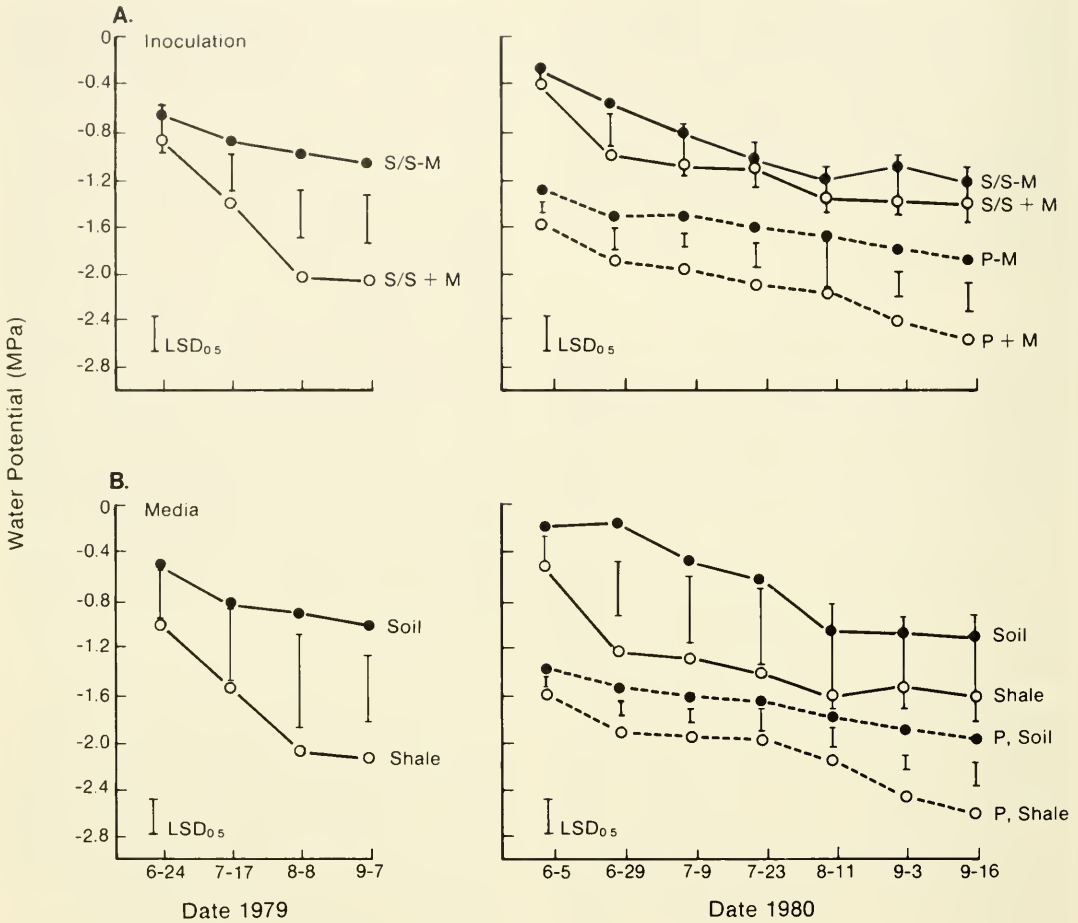 A.
Inoculation
0
-0.4
-0.8
-1.2
-1.6
-2.0
-2.4
-2.8
S/S-M
S/S + M
LSD05
S/S-M
S/S + M
P-M
P + M
LSD05
Water Potential (MPa)
B.
Media
0
-0.4
-0.8
-1.2
-1.6
-2.0
-2.4
-2.8
Soil
Shale
LSD05
6-24 7-17 8-8 9-7
Date 1979
Soil
Shale
P, Soil
P, Shale
LSD05
6-5 6-29 7-9 7-23 8-11 9-3 9-16
Date 1980